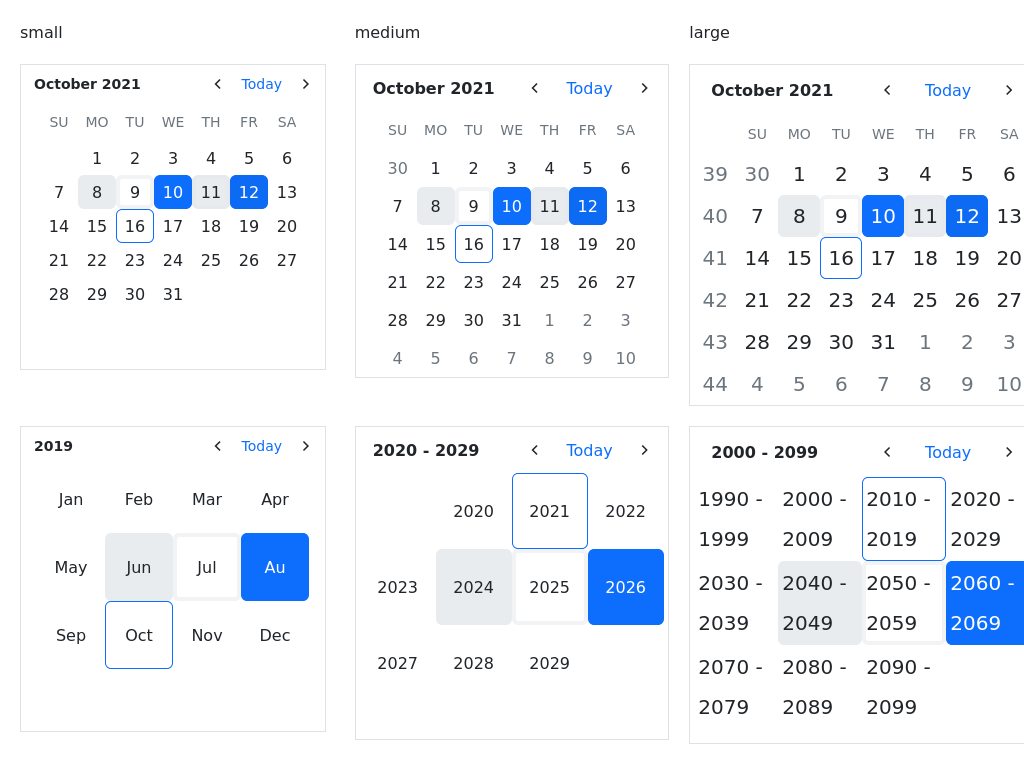 small
October 2021 Today
SU MO TU WE TH FR SA
1 2 3 4 5 6
7 8 9 10 11 12 13
14 15 16 17 18 19 20
21 22 23 24 25 26 27
28 29 30 31
medium
October 2021 Today
SU MO TU WE TH FR SA
30 1 2 3 4 5 6
7 8 9 10 11 12 13
14 15 16 17 18 19 20
21 22 23 24 25 26 27
28 29 30 31 1 2 3
4 5 6 7 8 9 10
large
October 2021 Today
SU MO TU WE TH FR SA
39 30 1 2 3 4 5 6
40 7 8 9 10 11 12 13
41 14 15 16 17 18 19 20
42 21 22 23 24 25 26 27
43 28 29 30 31 1 2 3
44 4 5 6 7 8 9 10
2019 Today
Jan Feb Mar Apr
May Jun Jul Au
Sep Oct Nov Dec
2020 - 2029 Today
2020 2021 2022
2023 2024 2025 2026
2027 2028 2029
2000 - 2099 Today
1990 - 2000 - 2010 - 2020 -
1999 2009 2019 2029
2030 - 2040 - 2050 - 2060 -
2039 2049 2059 2069
2070 - 2080 - 2090 -
2079 2089 2099